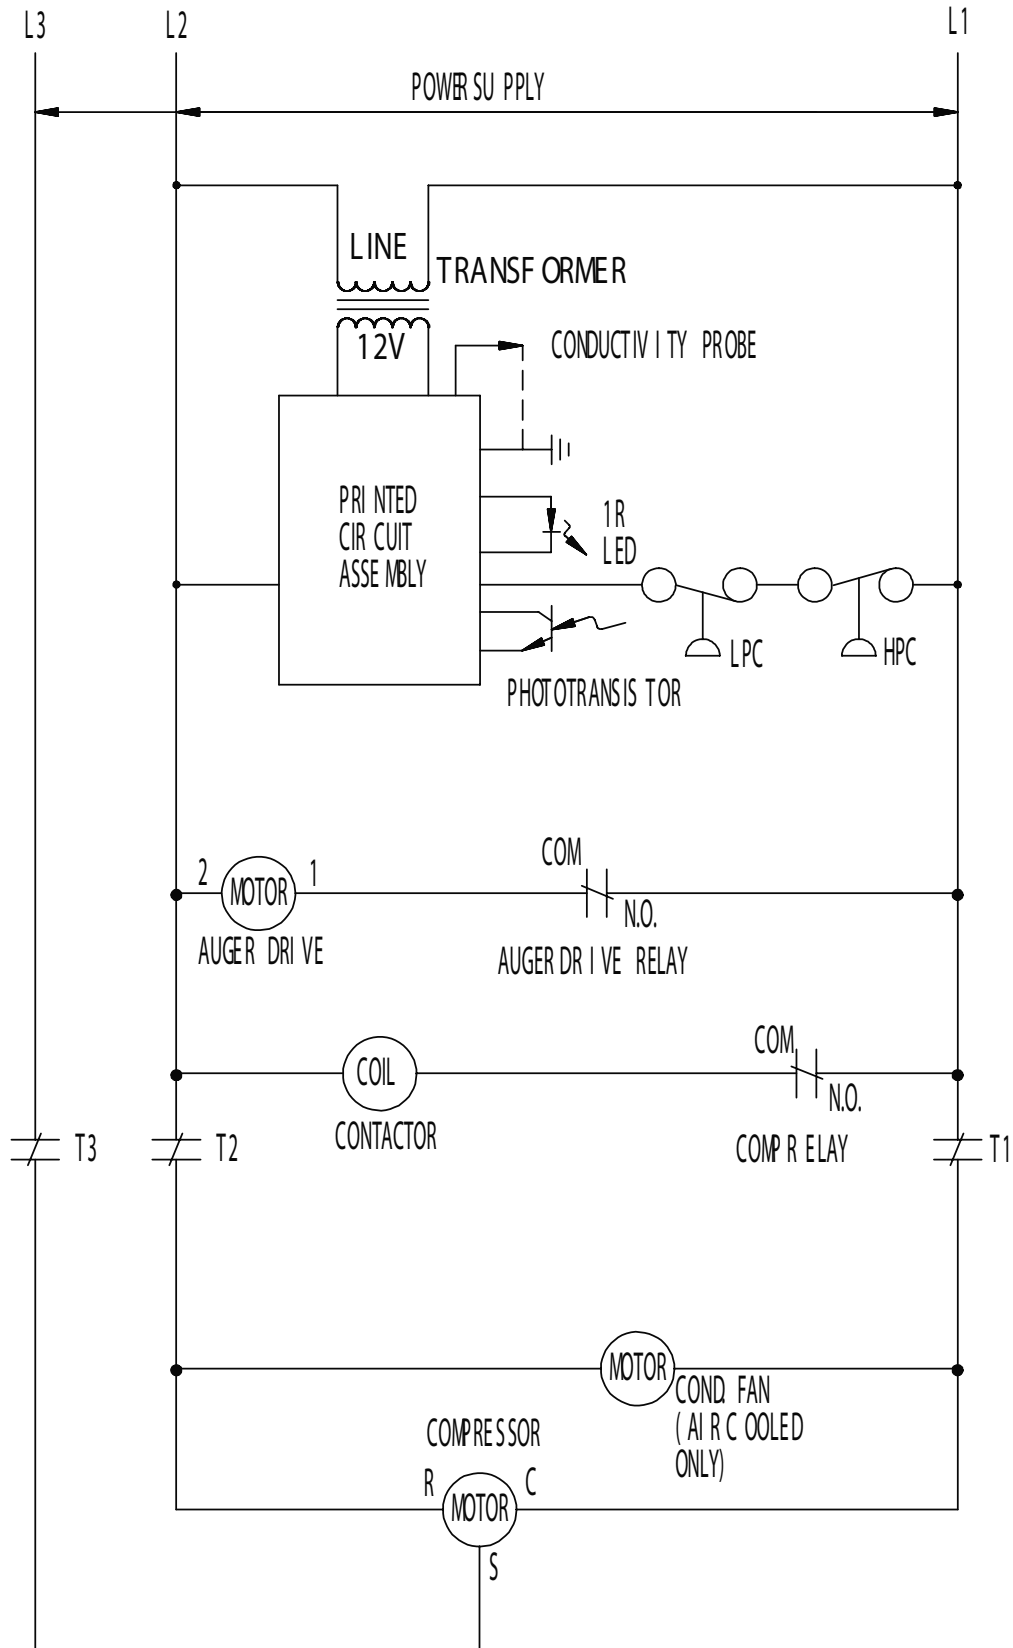 L3
L2
L1
POWER SUPPLY
LINE
TRANSFORMER
12V
CONDUCTIVITY PROBE
PRINTED
CIRCUIT
ASSEMBLY
1R
LED
LPC
HPC
PHOTOTRANSISTOR
2
MOTOR
1
COM
N.O.
AUGER DRIVE
AUGER DRIVE RELAY
COIL
COM
N.O.
CONTACTOR
COMP RELAY
T3
T2
T1
MOTOR
COND. FAN
(AIR COOLED
ONLY)
COMPRESSOR
R
MOTOR
C
S